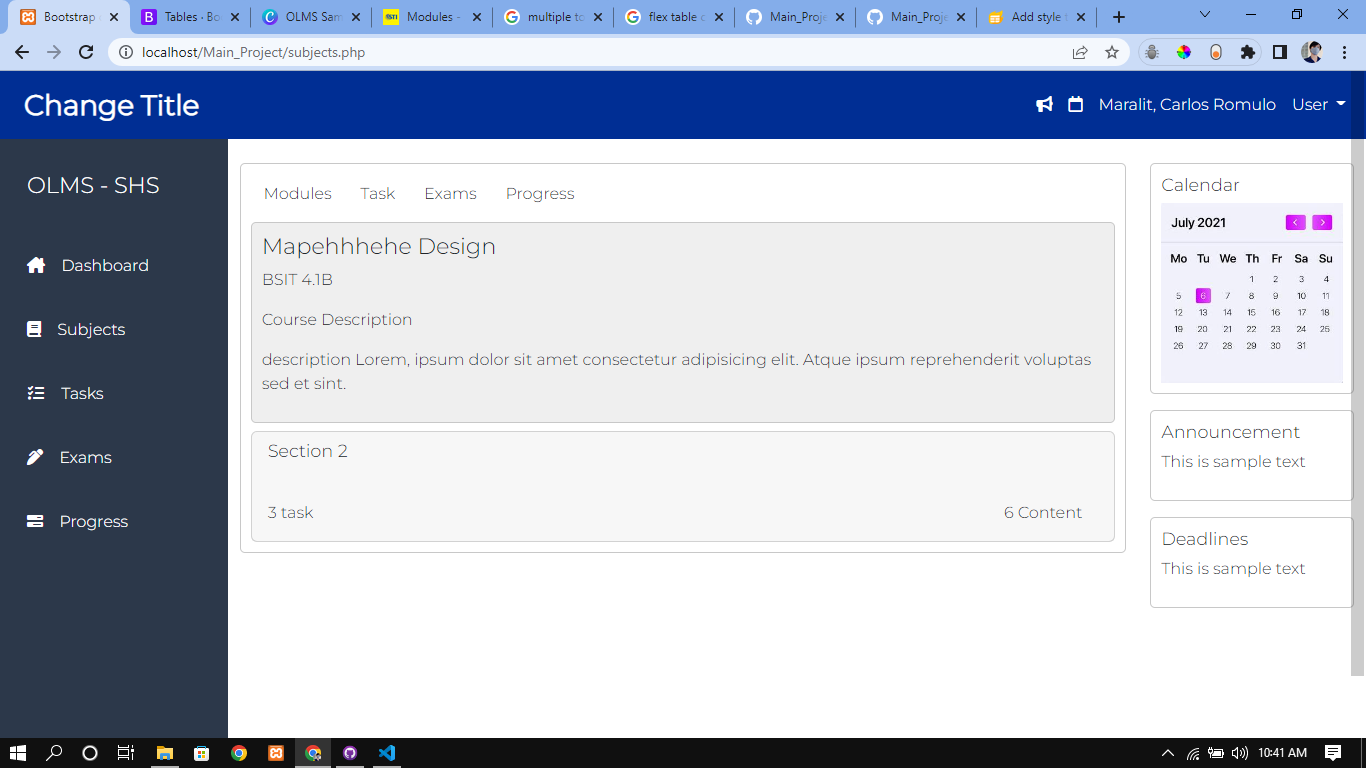 Bootstrap
Tables - Bo
OLMS Sam
Modules -
multiple to
flex table c
Main_Proje
Main_Proje
Add style t
localhost/Main_Project/subjects.php
Change Title
Maralit, Carlos Romulo
User
OLMS - SHS
Dashboard
Subjects
Tasks
Exams
Progress
Modules Task Exams Progress
Mapehhhehe Design
BSIT 4.1B
Course Description
description Lorem, ipsum dolor sit amet consectetur adipisicing elit. Atque ipsum reprehenderit voluptas
sed et sint.
Section 2
3 task
6 Content
Calendar
July 2021
Mo Tu We Th Fr Sa Su
1 2 3 4
5 6 7 8 9 10 11
12 13 14 15 16 17 18
19 20 21 22 23 24 25
26 27 28 29 30 31
Announcement
This is sample text
Deadlines
This is sample text
10:41 AM